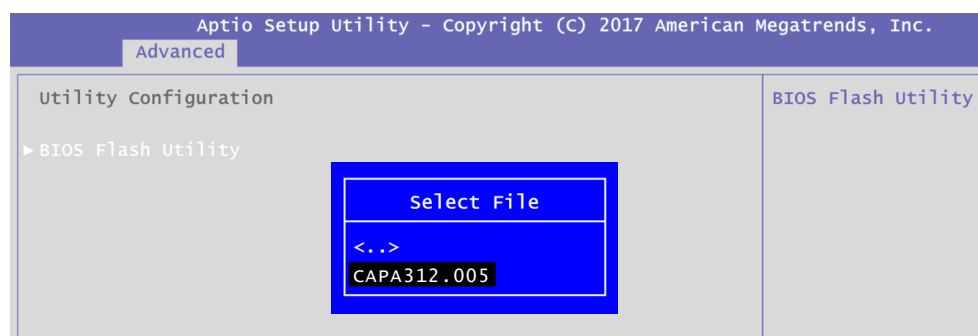 Aptio Setup Utility - Copyright (C) 2017 American Megatrends, Inc.
Advanced
Utility Configuration
BIOS Flash Utility
►BIOS Flash Utility
Select File
<..>
CAPA312.005